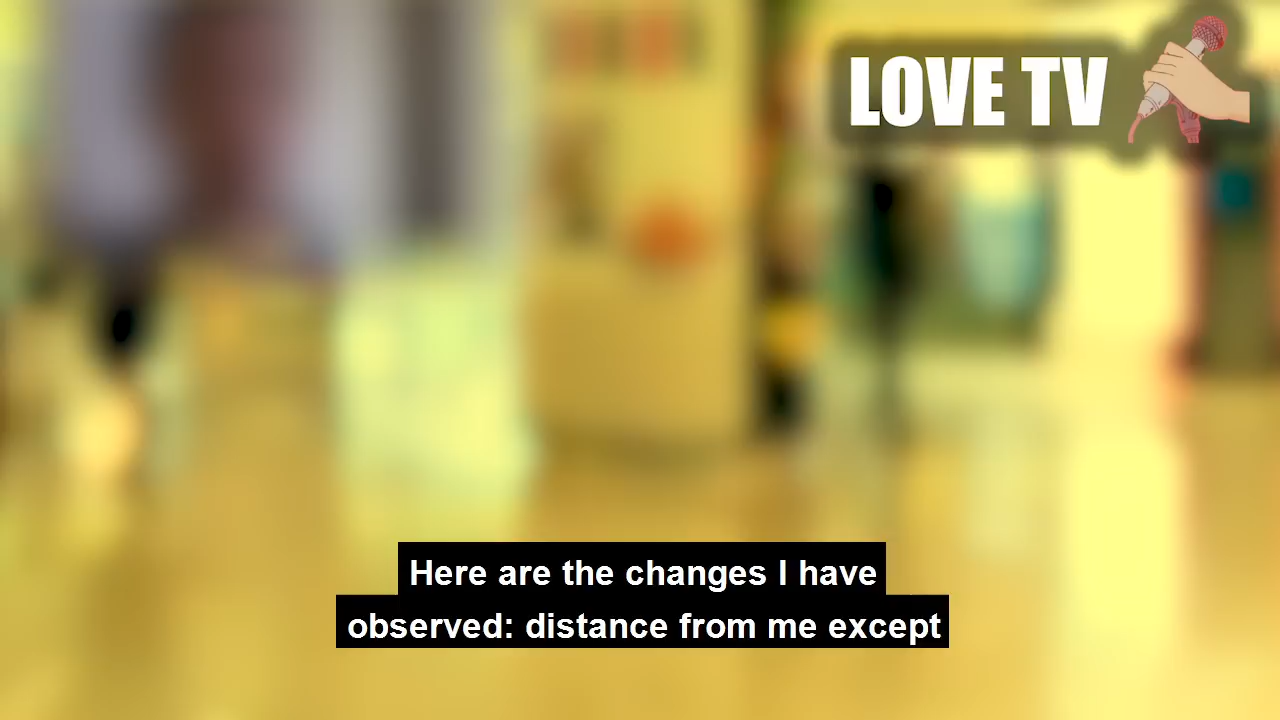 LOVE TV
Here are the changes I have
observed: distance from me except